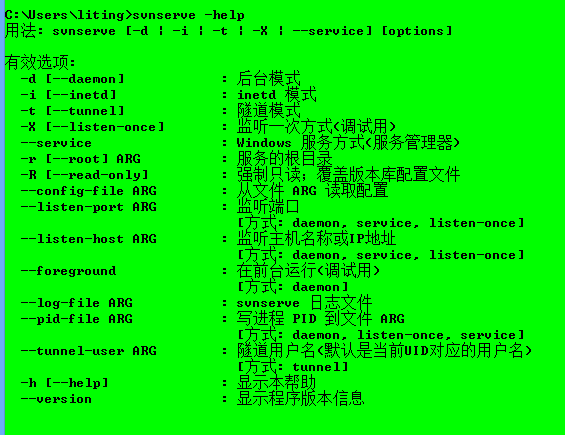 C:\Users\liting>svnserve -help
用法: svnserve [-d | -i | -t | -X | --service] [options]
有效选项:
-d [--daemon] : 后台模式
-i [--inetd] : inetd 模式
-t [--tunnel] : 隧道模式
-X [--listen-once] : 监听一次方式(调试用)
--service : Windows 服务方式(服务管理器)
-r [--root] ARG : 服务的根目录
-R [--read-only] : 强制只读；覆盖版本库配置文件
--config-file ARG : 从文件 ARG 读取配置
--listen-port ARG : 监听端口
[方式: daemon, service, listen-once]
--listen-host ARG : 监听主机名称或IP地址
[方式: daemon, service, listen-once]
--foreground : 在前台运行(调试用)
[方式: daemon]
--log-file ARG : svnserve 日志文件
--pid-file ARG : 写进程 PID 到文件 ARG
[方式: daemon, listen-once, service]
--tunnel-user ARG : 隧道用户名(默认是当前UID对应的用户名)
[方式: tunnel]
-h [--help] : 显示本帮助
--version : 显示程序版本信息